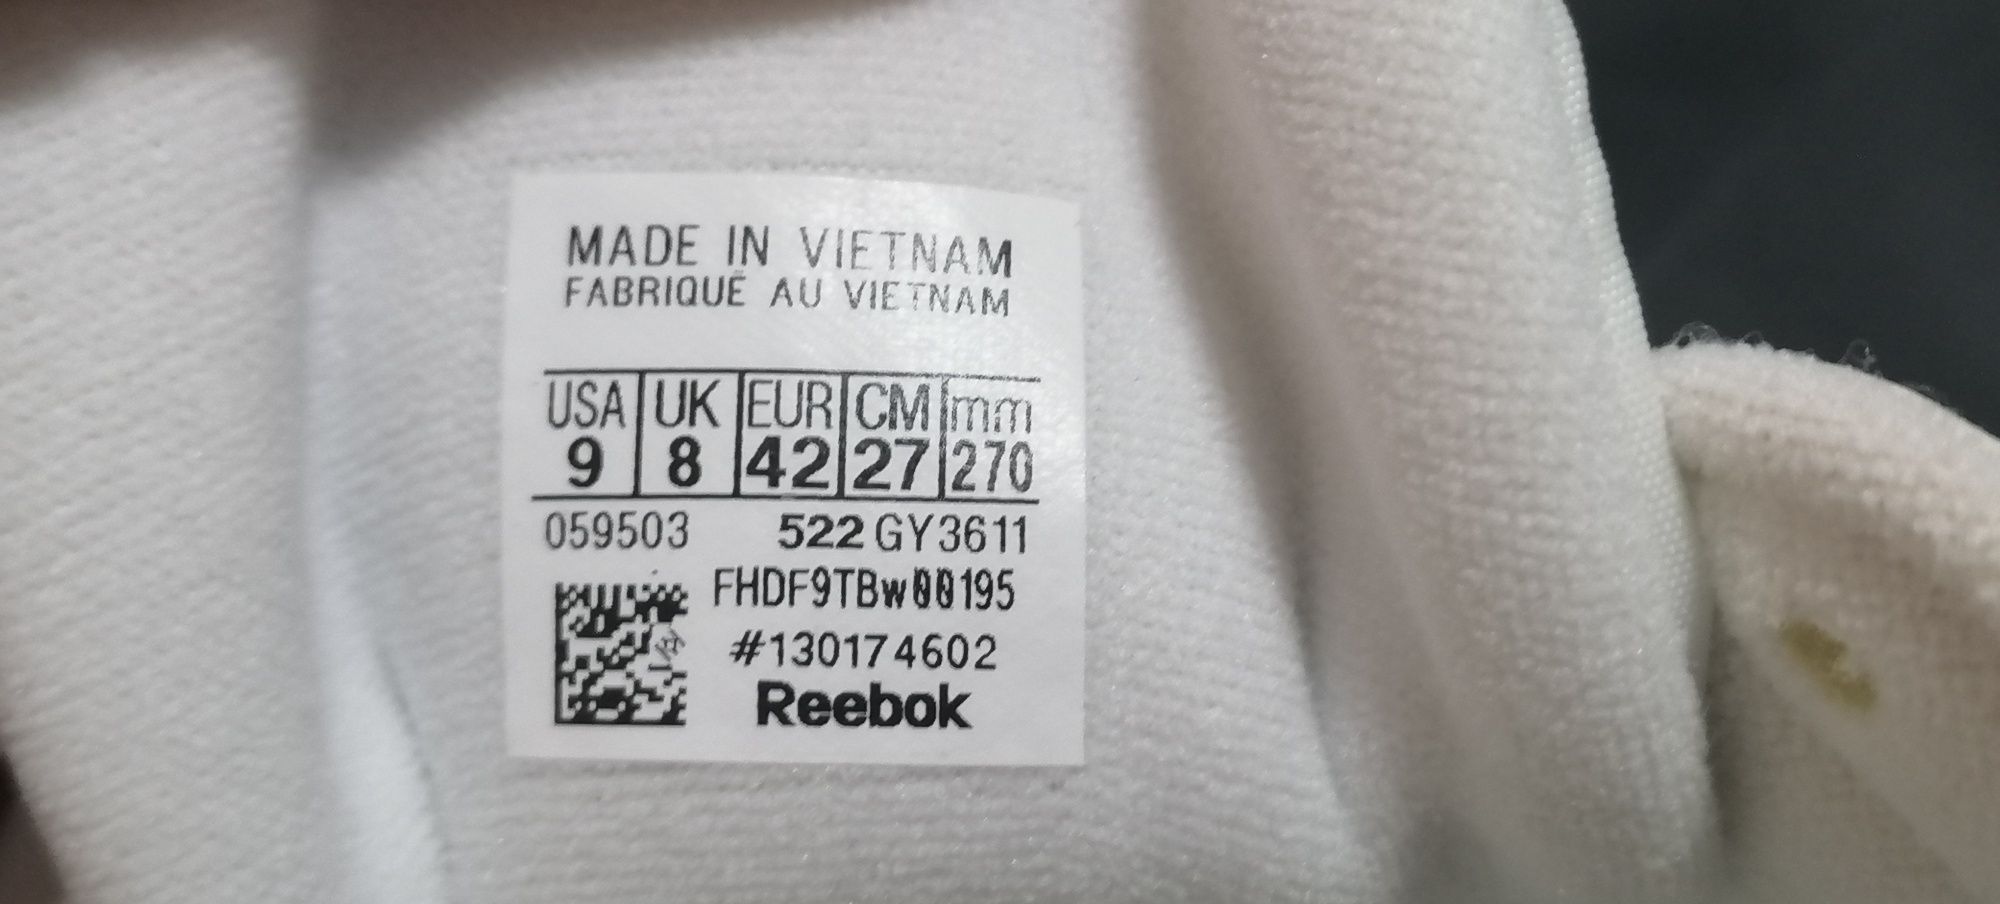 MADE IN VIETNAM
FABRIQUÉ AU VIETNAM
USA UK EUR CM mm
9 8 42 27 270
059503 522 GY3611
FHDF9TBw00195
#130174602
Reebok